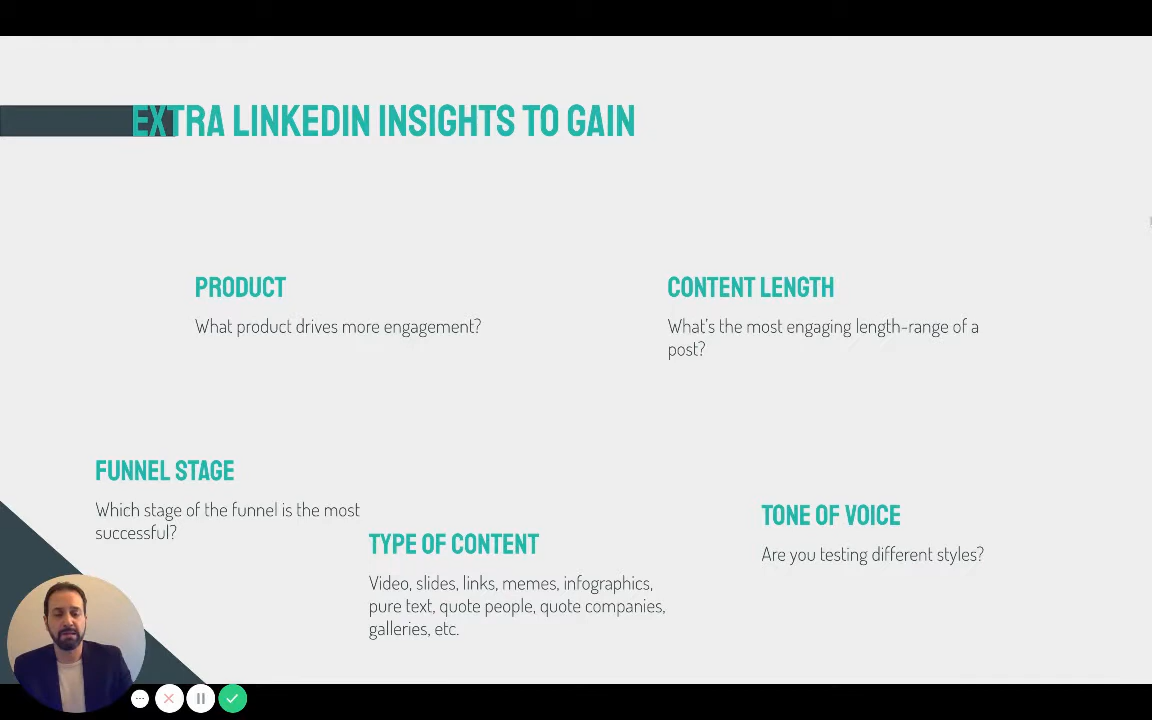 EXTRA LINKEDIN INSIGHTS TO GAIN
PRODUCT
What product drives more engagement?
CONTENT LENGTH
What's the most engaging length-range of a
post?
FUNNEL STAGE
Which stage of the funnel is the most
successful?
TYPE OF CONTENT
Video, slides, links, memes, infographics,
pure text, quote people, quote companies,
galleries, etc.
TONE OF VOICE
Are you testing different styles?